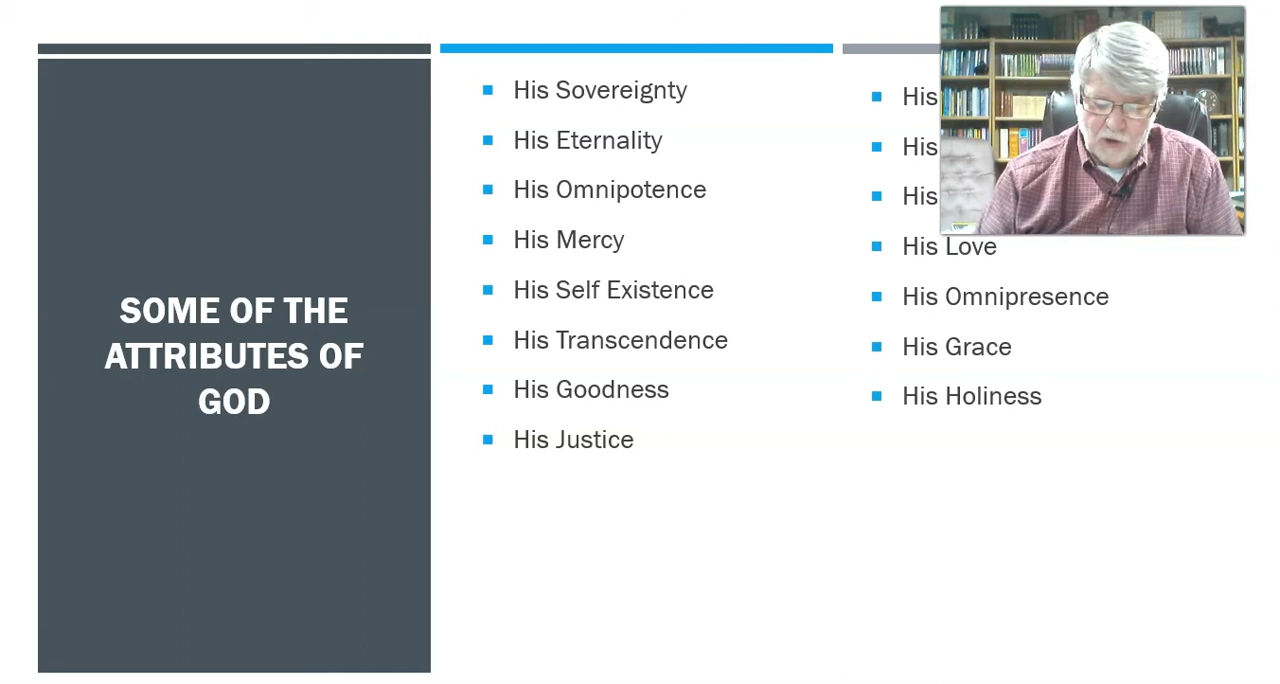 SOME OF THE
ATTRIBUTES OF
GOD
His Sovereignty
His Eternality
His Omnipotence
His Mercy
His Self Existence
His Transcendence
His Goodness
His Justice
His
His
His
His Love
His Omnipresence
His Grace
His Holiness